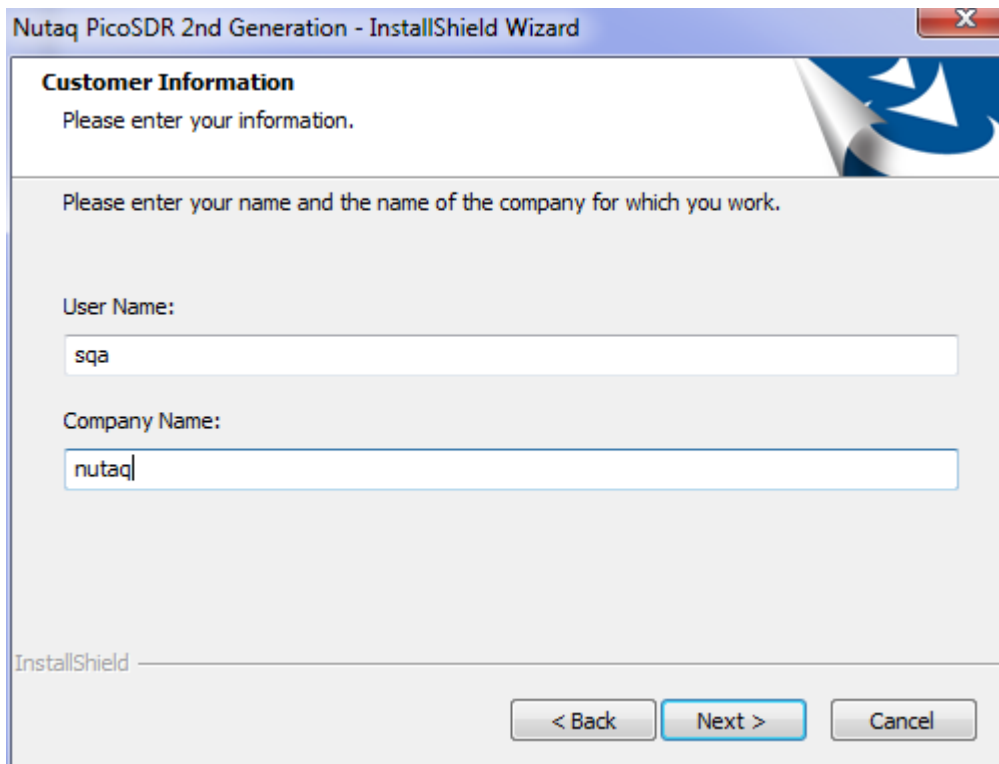 Nutaq PicoSDR 2nd Generation - InstallShield Wizard
Customer Information
Please enter your information.
Please enter your name and the name of the company for which you work.
User Name:
sqa
Company Name:
nutaq
InstallShield
< Back Next > Cancel